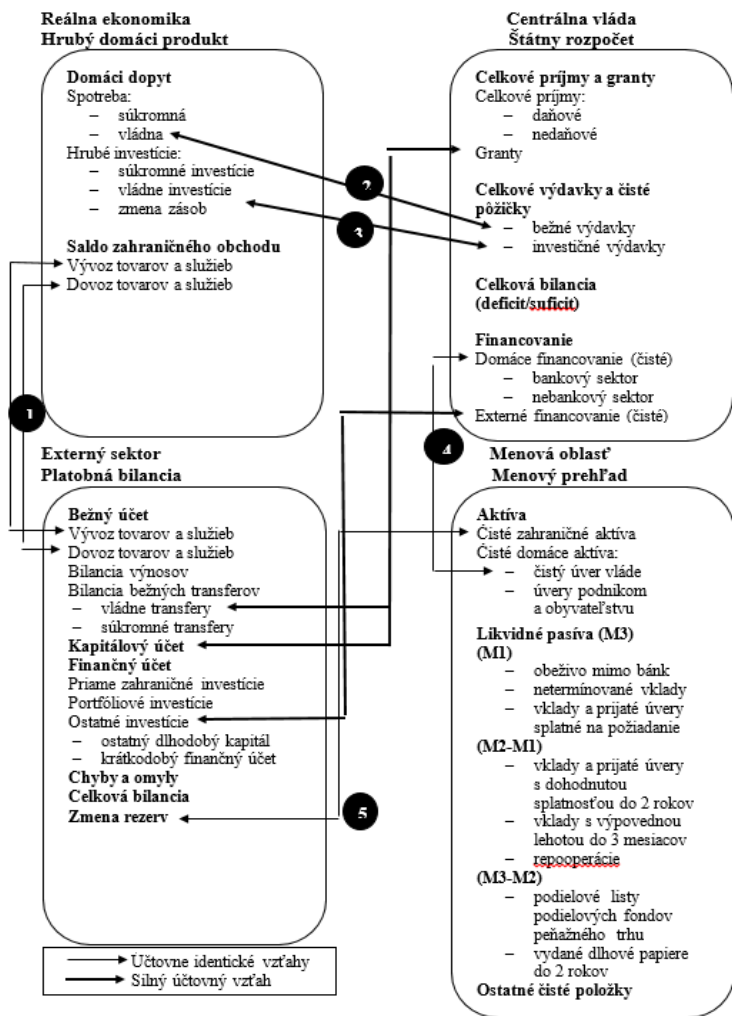 Reálna ekonomika
Hrubý domáci produkt
Domáci dopyt
Spotreba:
– súkromná
– vládna
Hrubé investície:
– súkromné investície
– vládne investície
– zmena zásob
Saldo zahraničného obchodu
Vývoz tovarov a služieb
Dovoz tovarov a služieb
Centrálna vláda
Štátny rozpočet
Celkové príjmy a granty
Celkové príjmy:
– daňové
– nedaňové
Granty
Celkové výdavky a čisté
pôžičky
– bežné výdavky
– investičné výdavky
Celková bilancia
(deficit/suficit)
Financovanie
Domáce financovanie (čisté)
– bankový sektor
– nebankový sektor
Externé financovanie (čisté)
2
3
1
4
Externý sektor
Platobná bilancia
Bežný účet
Vývoz tovarov a služieb
Dovoz tovarov a služieb
Bilancia výnosov
Bilancia bežných transferov
– vládne transfery
– súkromné transfery
Kapitálový účet
Finančný účet
Priame zahraničné investície
Portfóliové investície
Ostatné investície
– ostatný dlhodobý kapitál
– krátkodobý finančný účet
Chyby a omyly
Celková bilancia
Zmena rezerv
5
Menová oblasť
Menový prehľad
Aktíva
Čisté zahraničné aktíva
Čisté domáce aktíva:
– čistý úver vláde
– úvery podnikom
a obyvateľstvu
Likvidné pasíva (M3)
(M1)
– obeživo mimo bánk
– netermínované vklady
– vklady a prijaté úvery
splatné na požiadanie
(M2-M1)
– vklady a prijaté úvery
s dohodnutou
splatnosťou do 2 rokov
– vklady s výpovednou
lehotou do 3 mesiacov
– repooperácie
(M3-M2)
– podielové listy
podielových fondov
peňažného trhu
– vydané dlhové papiere
do 2 rokov
Ostatné čisté položky
Účtovne identické vzťahy
Silný účtovný vzťah